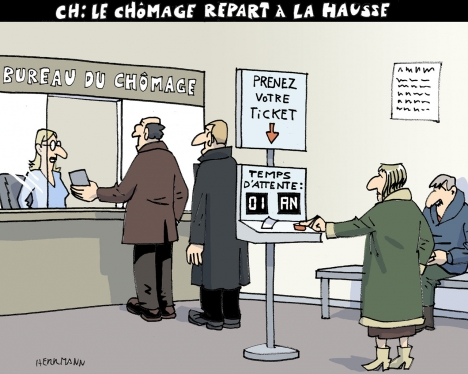 CH: LE CHÔMAGE REPART À LA HAUSSE
BUREAU DU CHÔMAGE
PRENEZ
VOTRE
TiCKET
TEMPS
D'ATTENTE:
01 AN
HERRMANN